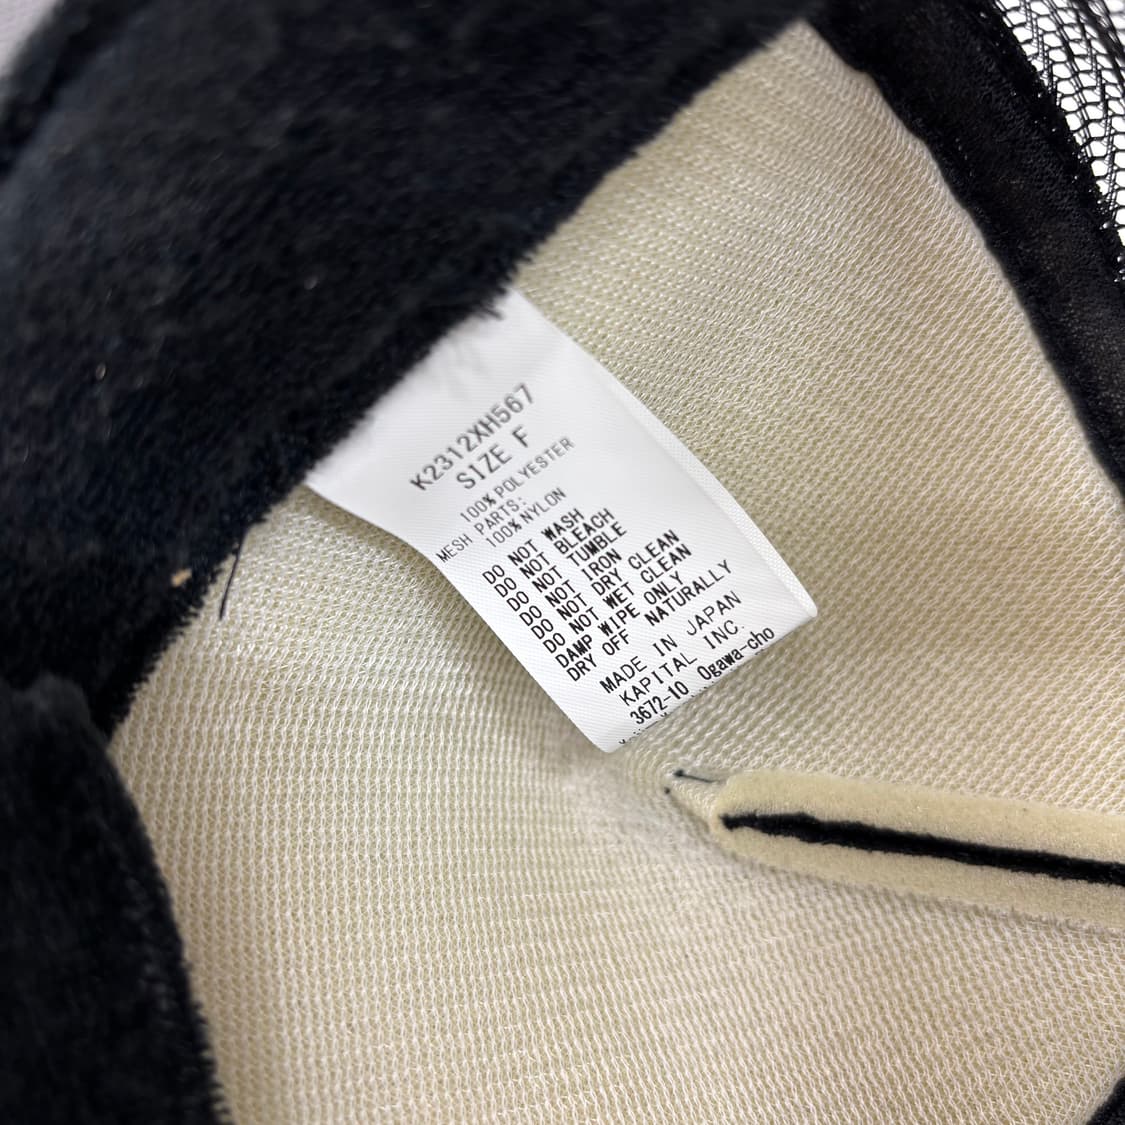 K2312XH567
SIZE F
100% POLYESTER
MESH PARTS:
100% NYLON
DO NOT WASH
DO NOT BLEACH
DO NOT TUMBLE
DO NOT IRON
DO NOT DRY CLEAN
DO NOT WET CLEAN
DAMP WIPE ONLY
DRY OFF NATURALLY
MADE IN JAPAN
KAPITAL INC.
3672-10 Ogawa-cho